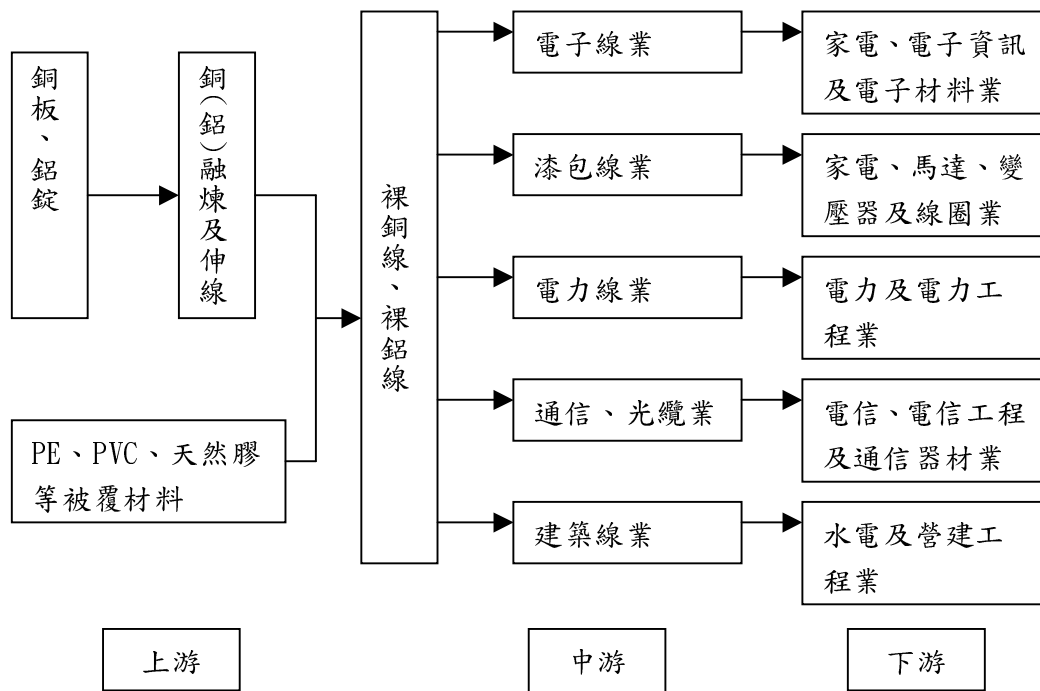 銅板、鋁錠
銅(鋁)融煉及伸線
PE、PVC、天然膠
等被覆材料
裸銅線、裸鋁線
電子線業
家電、電子資訊
及電子材料業
漆包線業
家電、馬達、變
壓器及線圈業
電力線業
電力及電力工
程業
通信、光纜業
電信、電信工程
及通信器材業
建築線業
水電及營建工
程業
上游
中游
下游